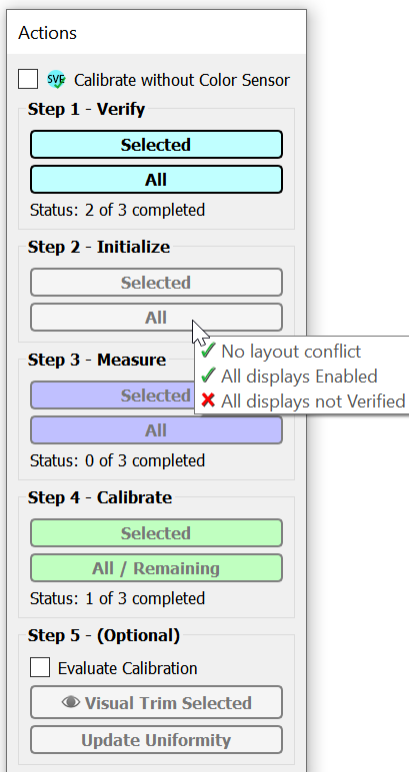 Actions
SVE Calibrate without Color Sensor
Step 1 - Verify
Selected
All
Status: 2 of 3 completed
Step 2 - Initialize
Selected
All
No layout conflict
All displays Enabled
All displays not Verified
Step 3 - Measure
Selected
All
Status: 0 of 3 completed
Step 4 - Calibrate
Selected
All / Remaining
Status: 1 of 3 completed
Step 5 - (Optional)
Evaluate Calibration
Visual Trim Selected
Update Uniformity